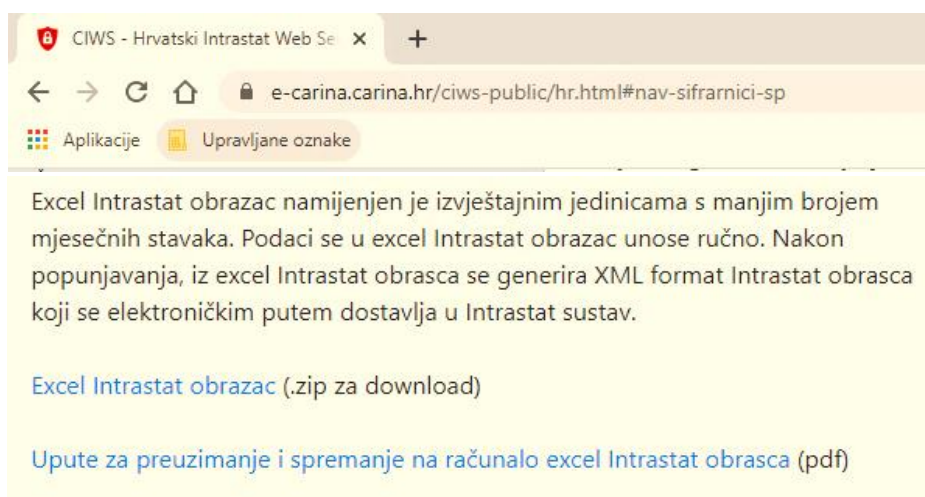 CIWS - Hrvatski Intrastat Web Se
e-carina.carina.hr/ciws-public/hr.html#nav-sifrarnici-sp
Aplikacije Upravljane oznake
Excel Intrastat obrazac namijenjen je izvještajnim jedinicama s manjim brojem
mjesečnih stavaka. Podaci se u excel Intrastat obrazac unose ručno. Nakon
popunjavanja, iz excel Intrastat obrasca se generira XML format Intrastat obrasca
koji se elektroničkim putem dostavlja u Intrastat sustav.
Excel Intrastat obrazac (.zip za download)
Upute za preuzimanje i spremanje na računalo excel Intrastat obrasca (pdf)